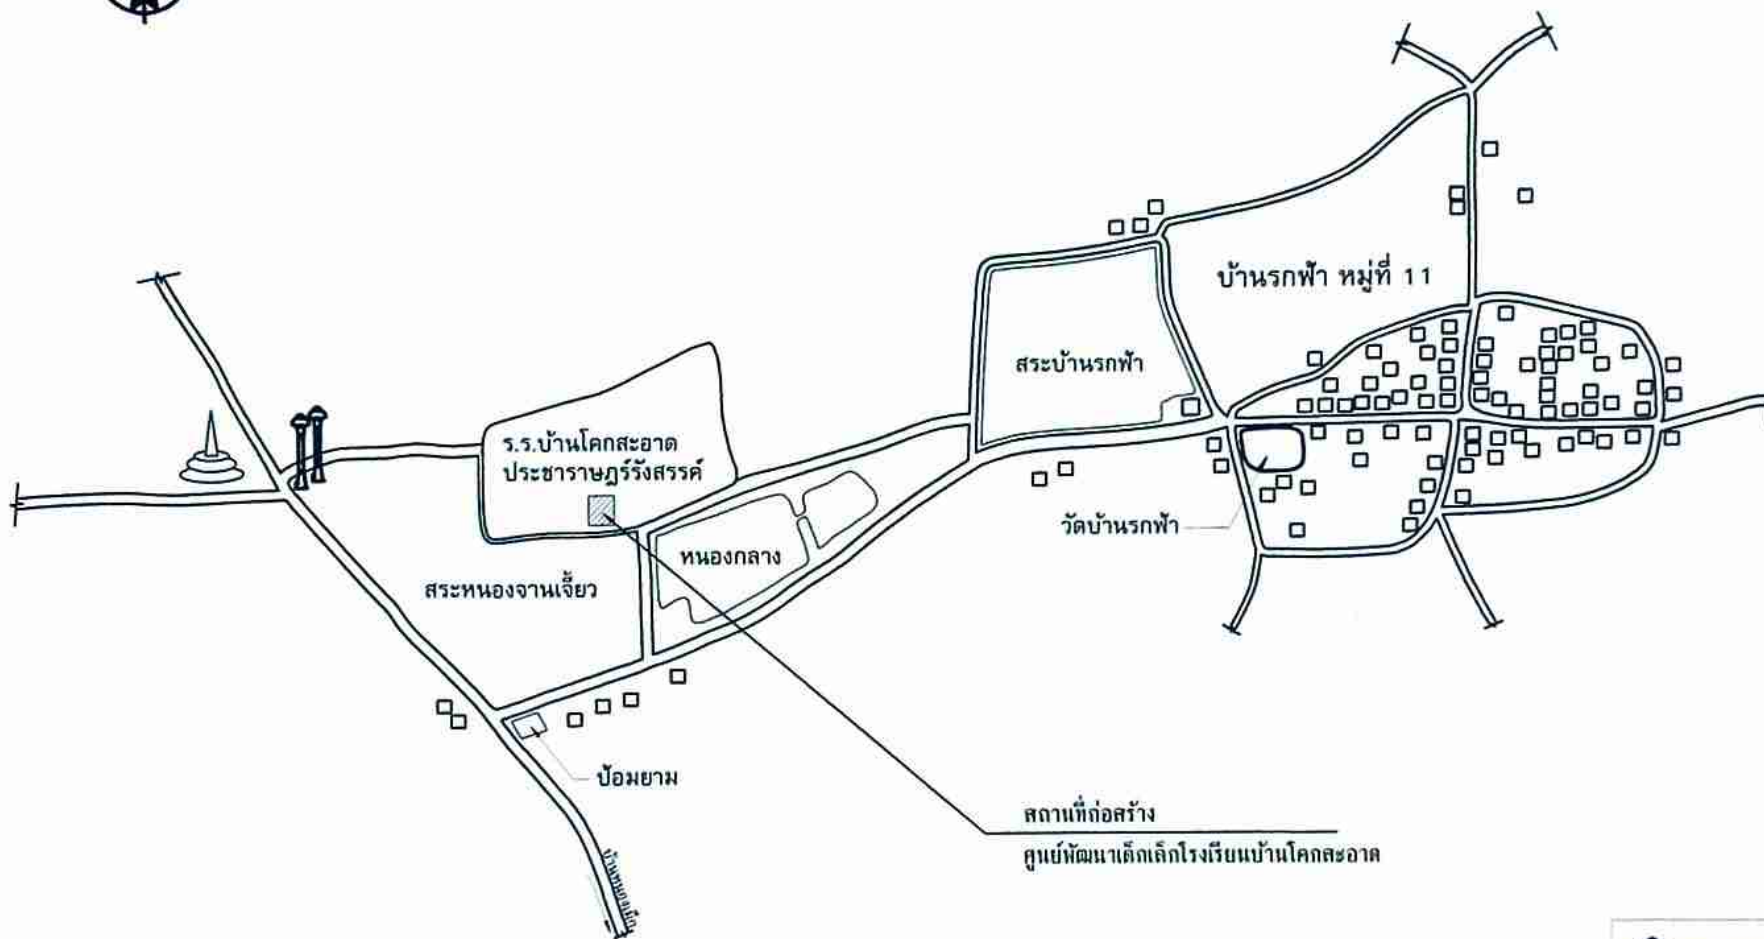 บ้านรกฟ้า หมู่ที่ 11
สระบ้านรกฟ้า
ร.ร.บ้านโคกสะอาด
ประชาราษฎร์รังสรรค์
วัดบ้านรกฟ้า
หนองกลาง
สระหนองจานเจี้ยว
ป้อมยาม
สถานที่ก่อสร้าง
ศูนย์พัฒนาเด็กเล็กโรงเรียนบ้านโคกสะอาด